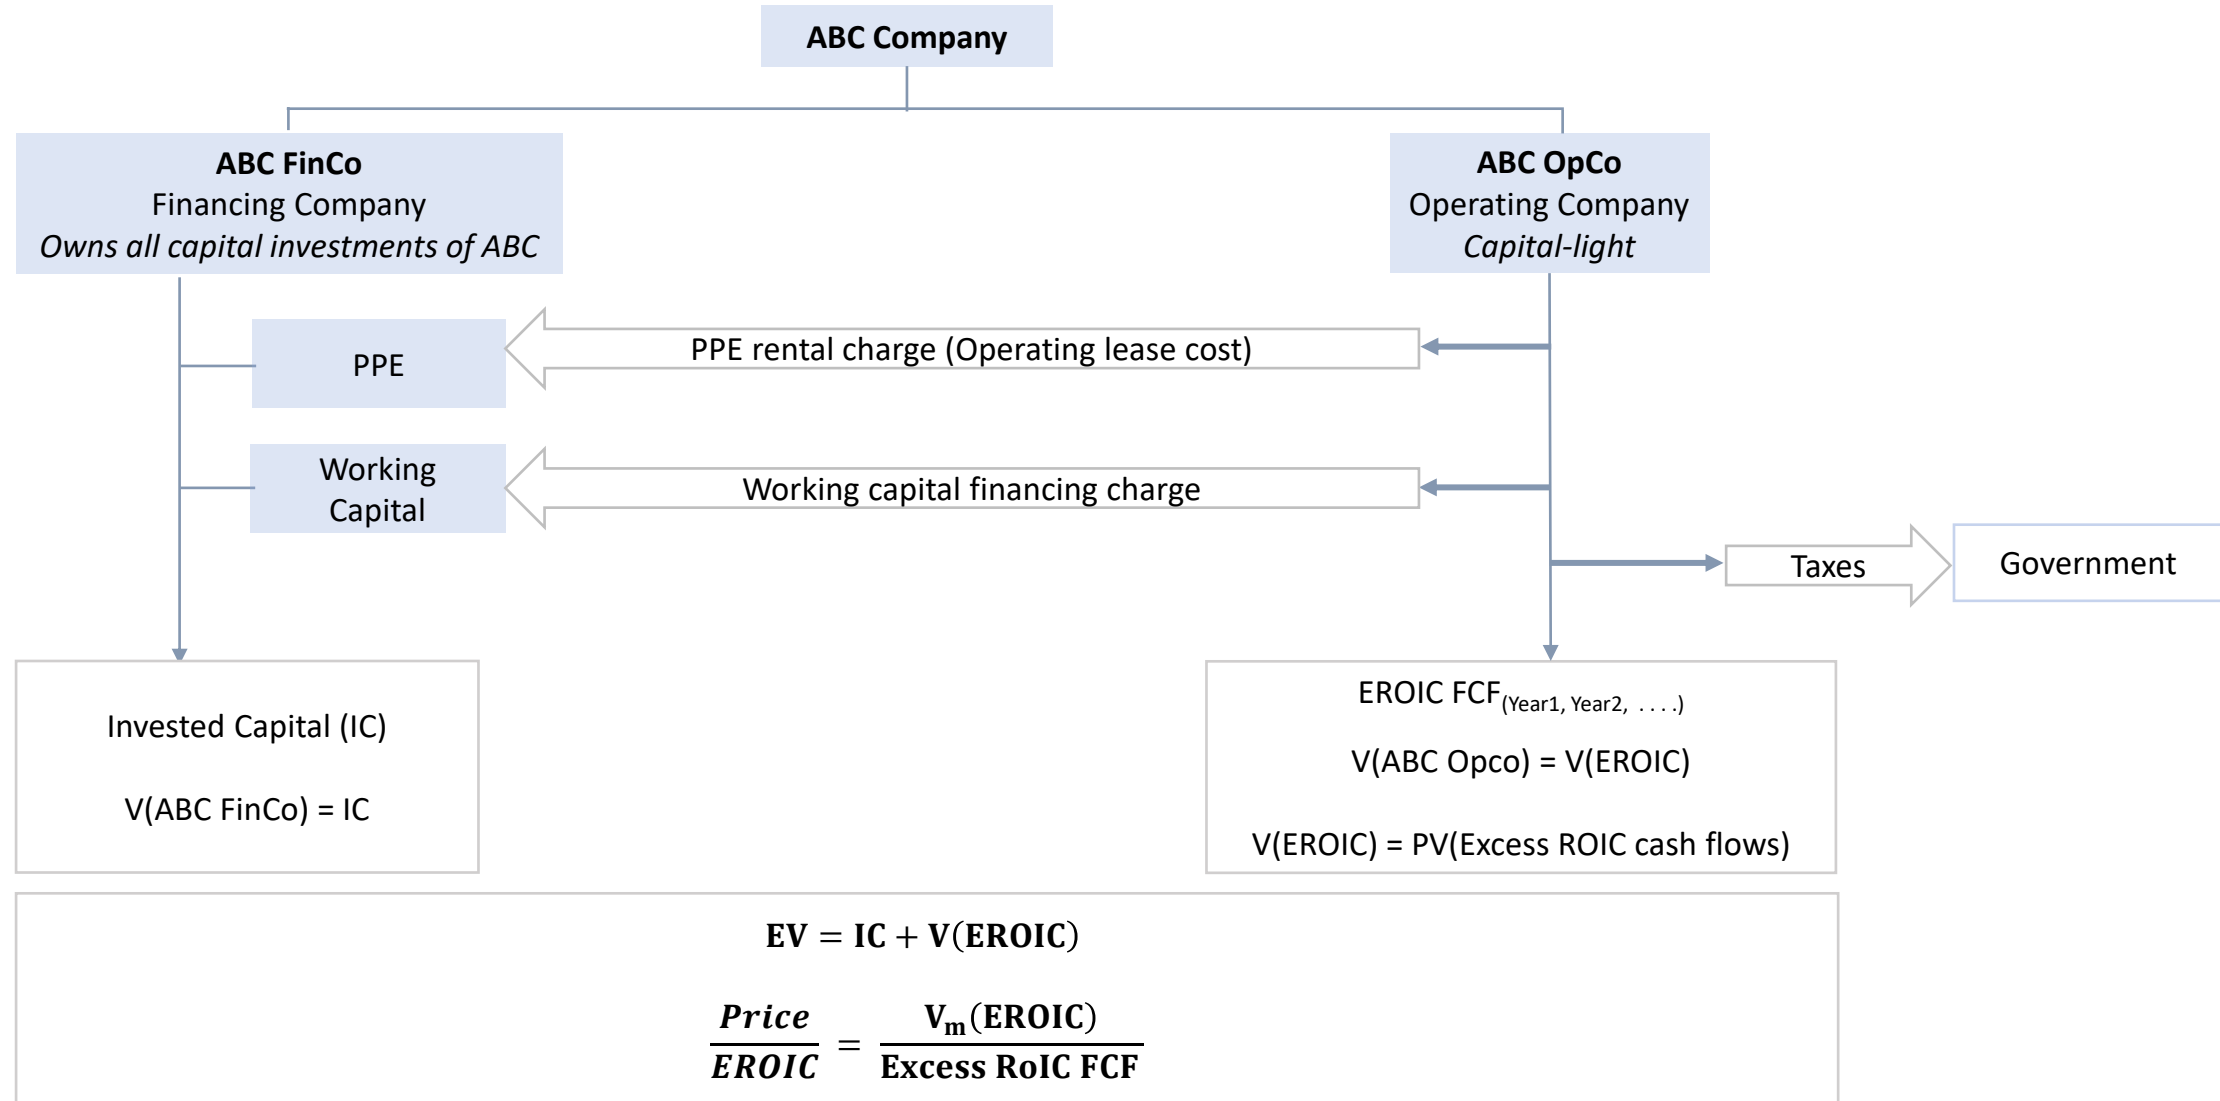 ABC Company
ABC FinCo
Financing Company
Owns all capital investments of ABC
ABC OpCo
Operating Company
Capital-light
PPE
PPE rental charge (Operating lease cost)
Working
Capital
Working capital financing charge
Taxes
Government
Invested Capital (IC)
V(ABC FinCo) = IC
EROIC FCF(Year1, Year2, . . . .)
V(ABC Opco) = V(EROIC)
V(EROIC) = PV(Excess ROIC cash flows)
EV = IC + V(EROIC)
Price / EROIC = Vm(EROIC) / Excess RoIC FCF